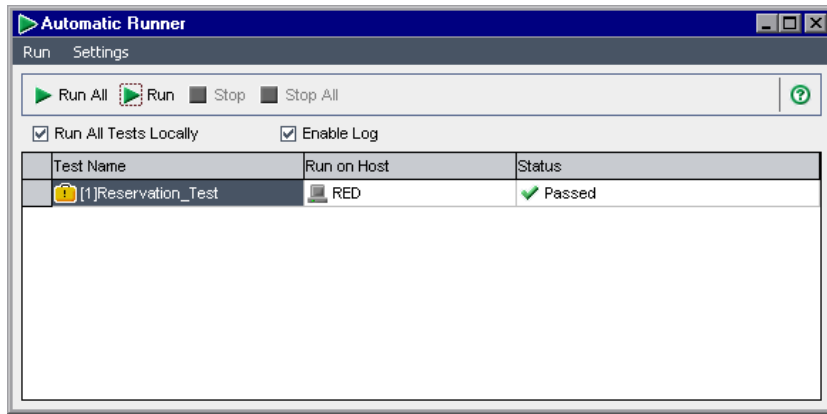 Automatic Runner
Run Settings
Run All Run Stop Stop All
Run All Tests Locally Enable Log
Test Name Run on Host Status
[1]Reservation_Test RED Passed